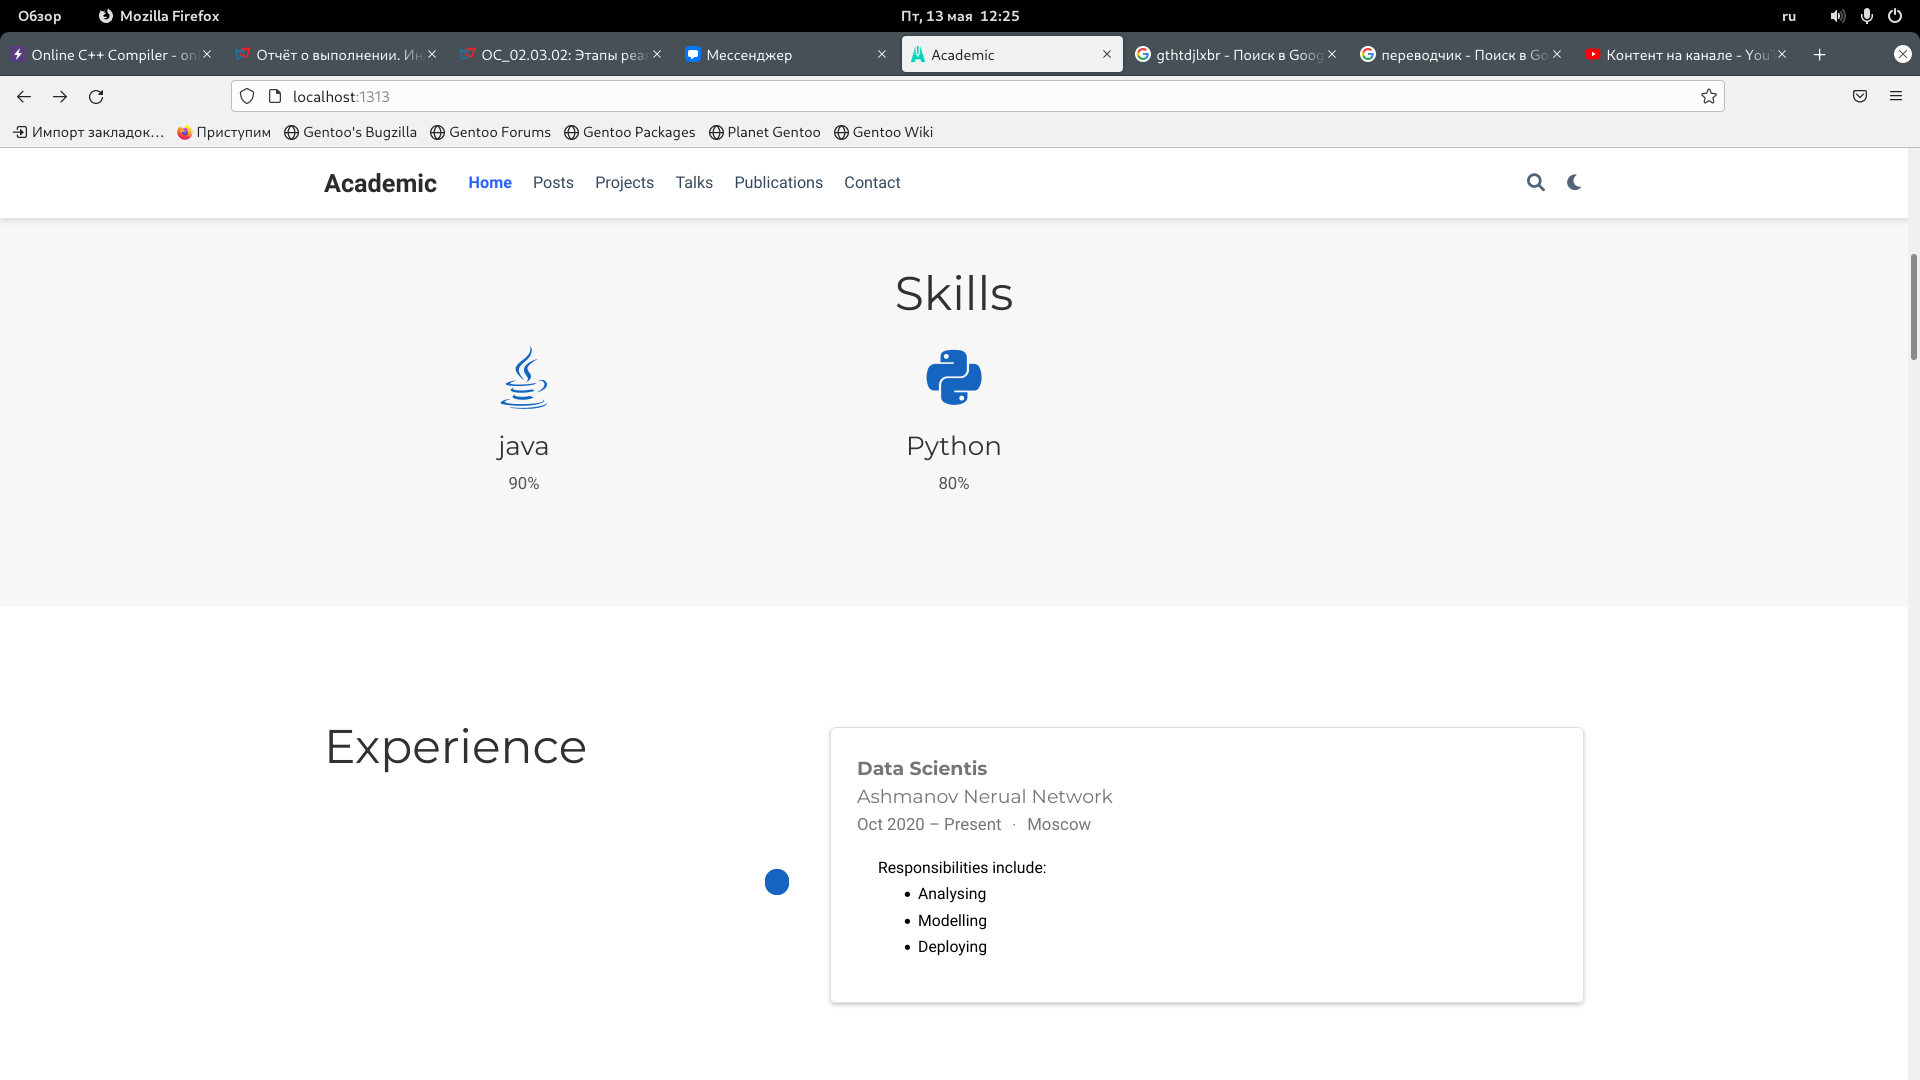 Обзор Mozilla Firefox Пт, 13 мая 12:25 ru
Online C++ Compiler - on Отчёт о выполнении. Ин OC_02.03.02: Этапы реа Мессенджер Academic gthtdjlxbr - Поиск в Goog переводчик - Поиск в Go Контент на канале - YouT
localhost:1313
Импорт закладок… Приступим Gentoo's Bugzilla Gentoo Forums Gentoo Packages Planet Gentoo Gentoo Wiki
Academic Home Posts Projects Talks Publications Contact
Skills
java Python
90% 80%
Experience
Data Scientis
Ashmanov Nerual Network
Oct 2020 – Present · Moscow
Responsibilities include:
• Analysing
• Modelling
• Deploying